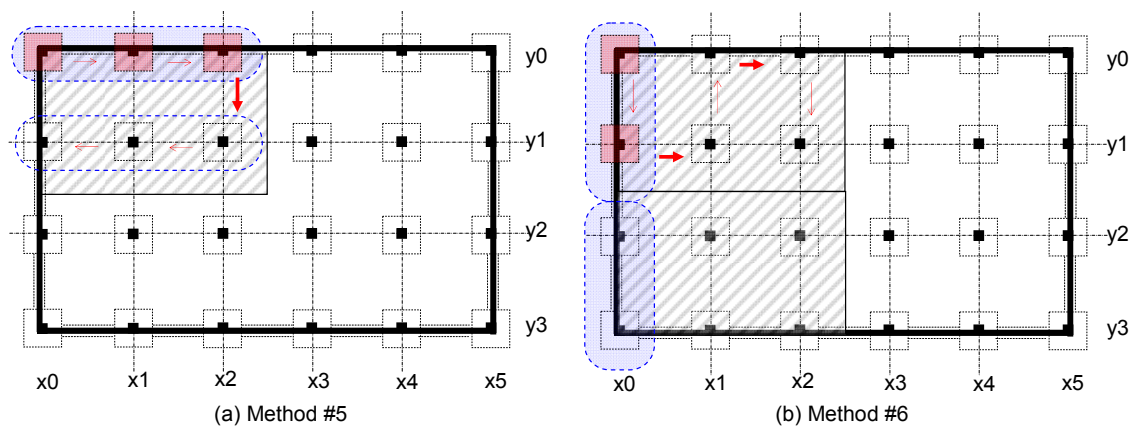 y0
y1
y2
y3
x0 x1 x2 x3 x4 x5
(a) Method #5
y0
y1
y2
y3
x0 x1 x2 x3 x4 x5
(b) Method #6